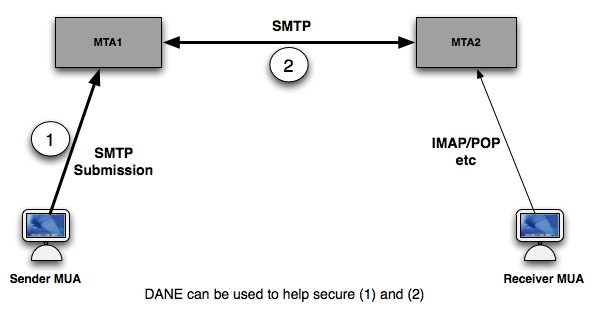 SMTP
MTA1
MTA2
2
1
SMTP
Submission
IMAP/POP
etc
Sender MUA
Receiver MUA
DANE can be used to help secure (1) and (2)